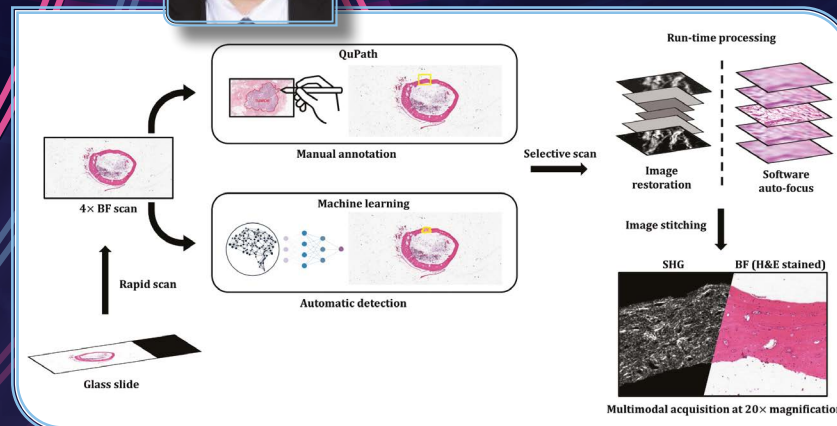 QuPath
Manual annotation
4× BF scan
Rapid scan
Glass slide
Machine learning
Automatic detection
Selective scan
Run-time processing
Image
restoration
Software
auto-focus
Image stitching
SHG
BF (H&E stained)
Multimodal acquisition at 20× magnification